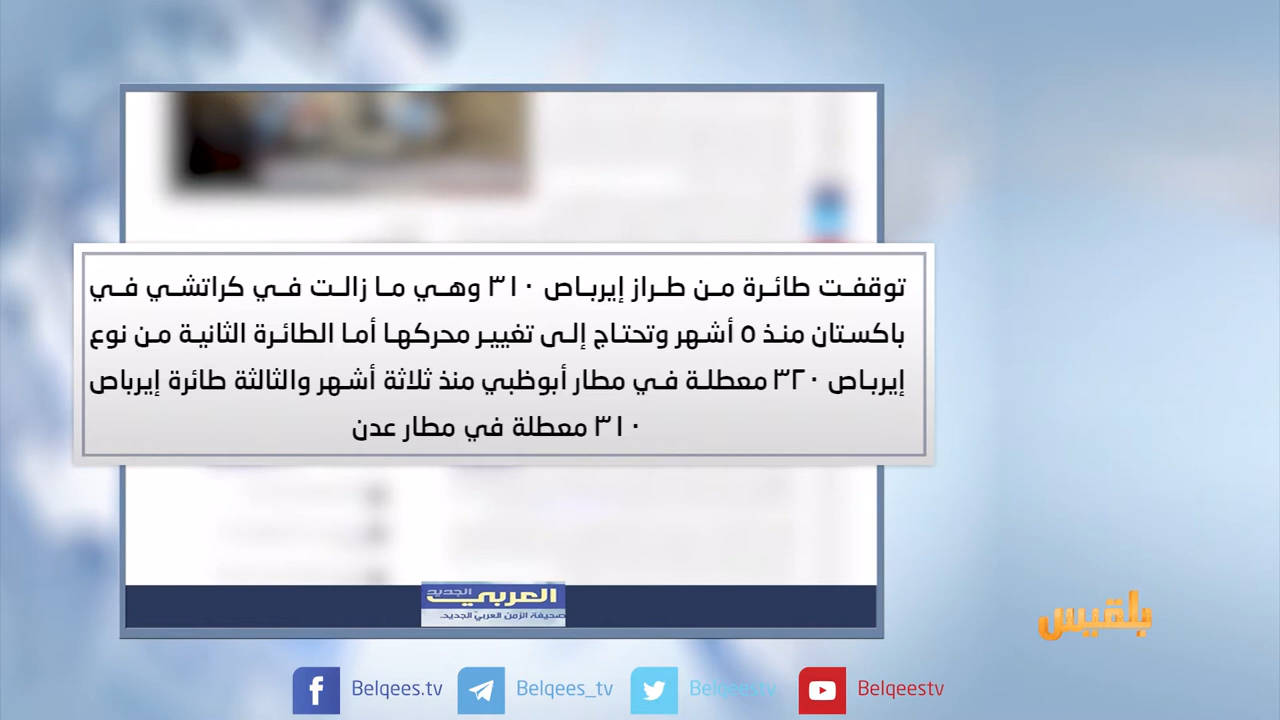 توقفت طائرة من طراز إيرباص ٣١٠ وهي ما زالت في كراتشي في
باكستان منذ ٥ أشهر وتحتاج إلى تغيير محركها أما الطائرة الثانية من نوع
إيرباص ٣٢٠ معطلة في مطار أبوظبي منذ ثلاثة أشهر والثالثة طائرة إيرباص
٣١٠ معطلة في مطار عدن
العربي الجديد
صحيفة الزمن العربيّ الجديد.
بلقيس
Belqees.tv
Belqees_tv
Belqeestv
Belqeestv